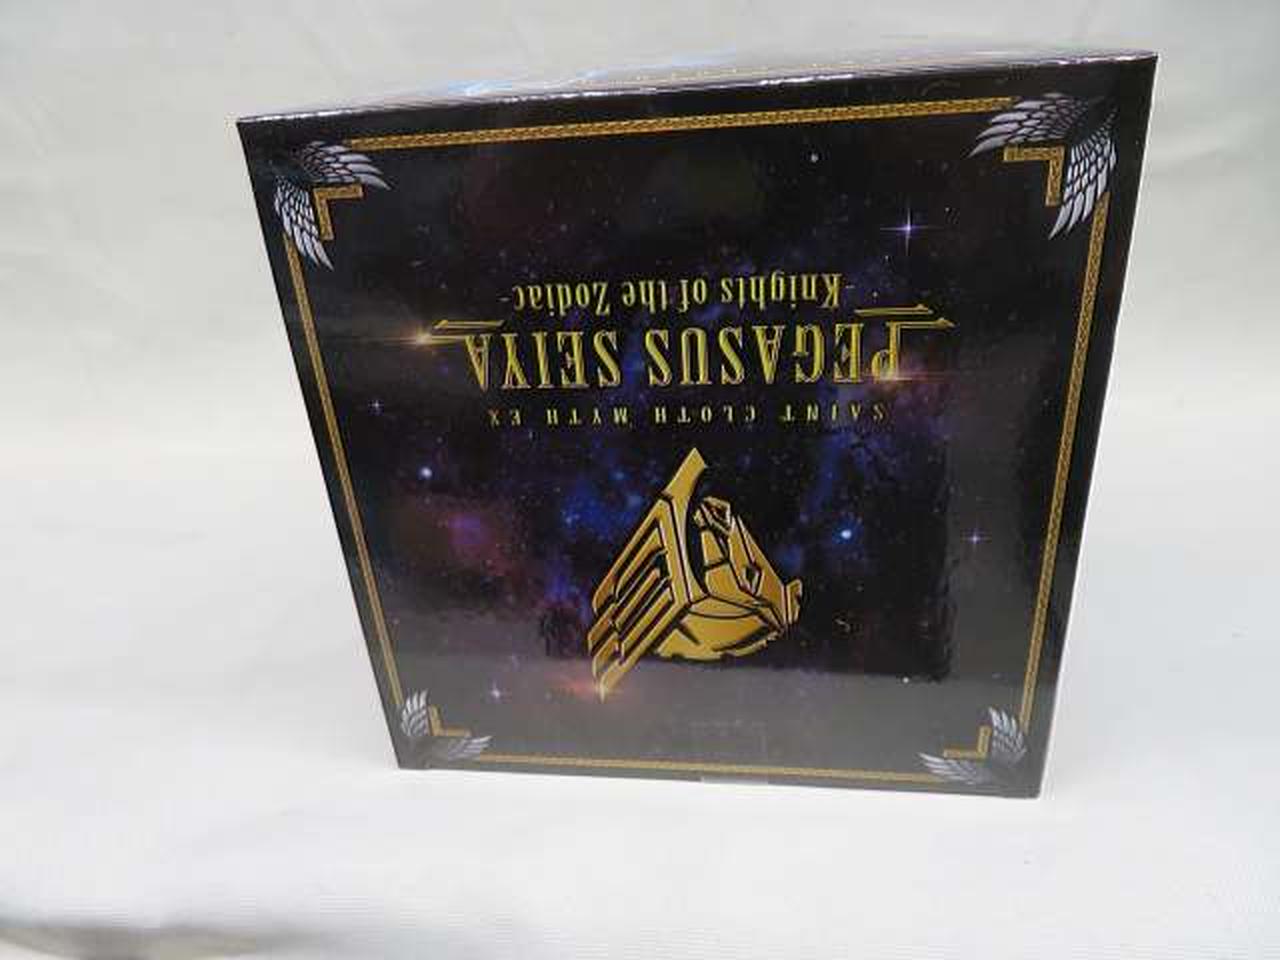 SAINT CLOTH MYTH EX
PEGASUS SEIYA
-Knights of the Zodiac-